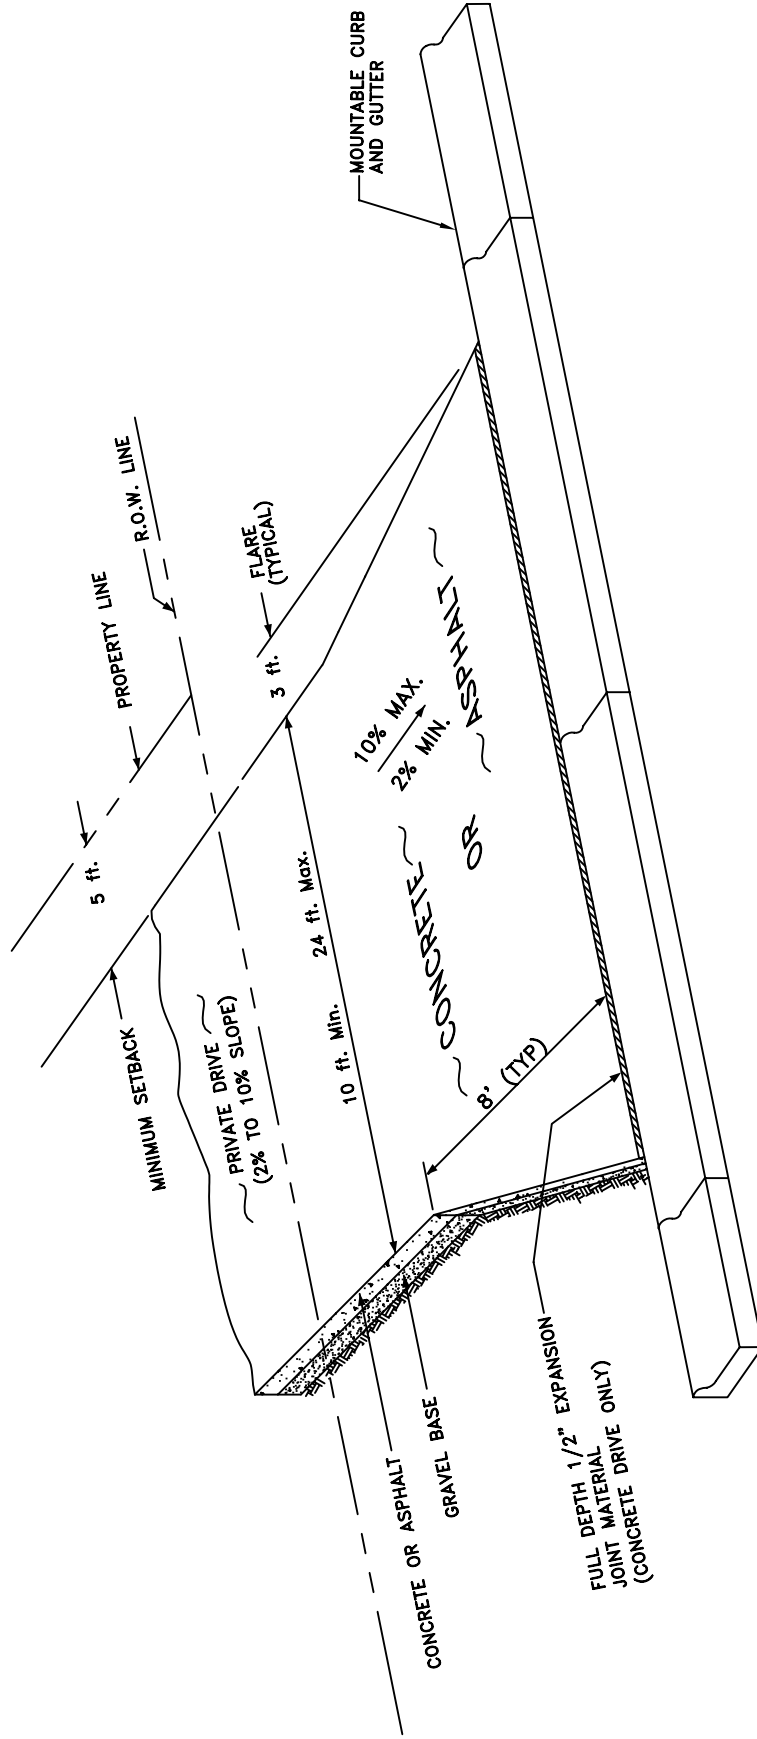 MOUNTABLE CURB
AND GUTTER
R.O.W. LINE
PROPERTY LINE
FLARE
(TYPICAL)
3 ft.
5 ft.
10% MAX.
2% MIN.
CONCRETE
OR
ASPHALT
10 ft. Min.
24 ft. Max.
8' (TYP)
MINIMUM SETBACK
PRIVATE DRIVE
(2% TO 10% SLOPE)
CONCRETE OR ASPHALT
GRAVEL BASE
FULL DEPTH 1/2" EXPANSION
JOINT MATERIAL
(CONCRETE DRIVE ONLY)